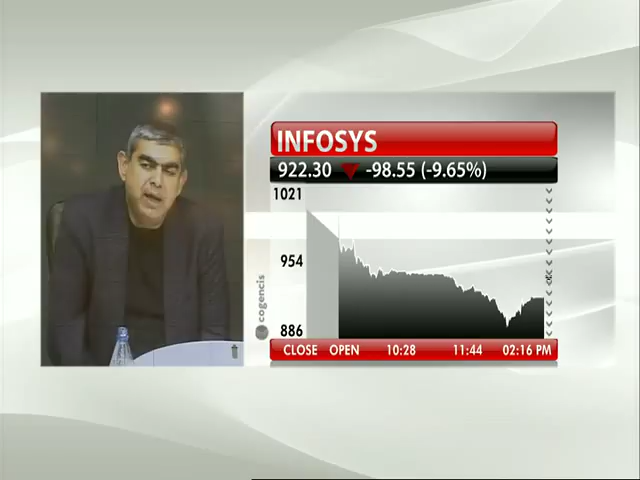 INFOSYS
922.30 ▼ -98.55 (-9.65%)
1021
954
886
cogencis
CLOSE OPEN 10:28 11:44 02:16 PM